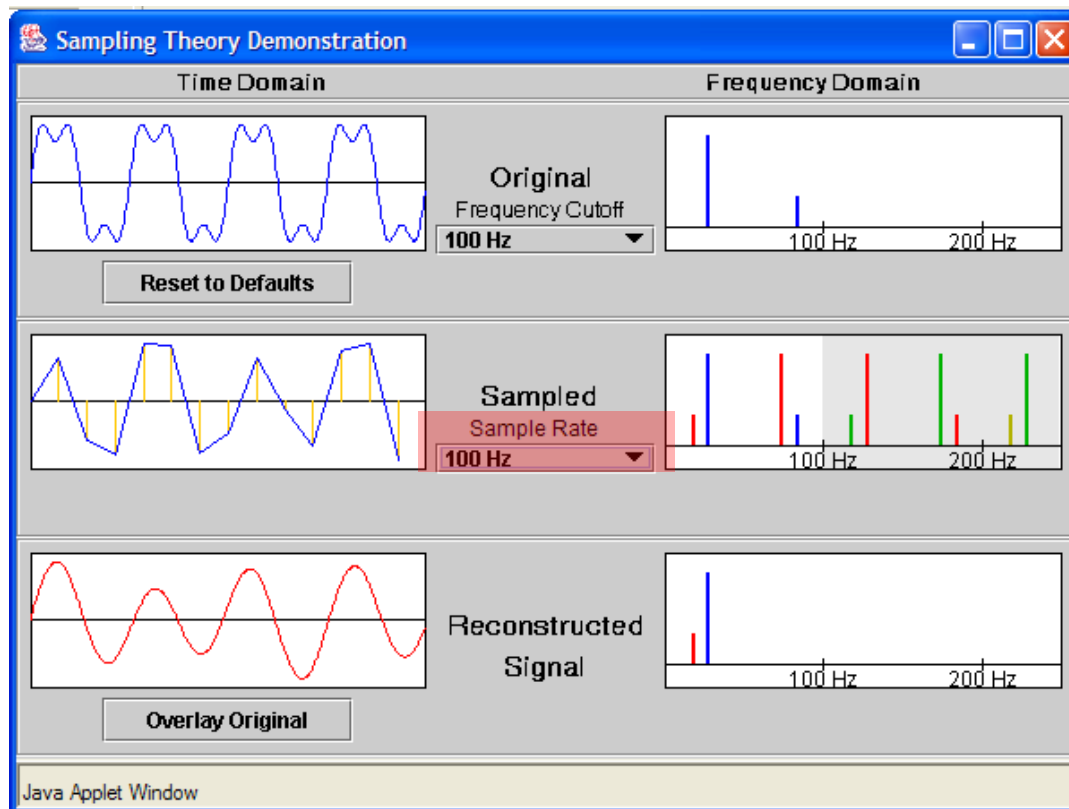 Sampling Theory Demonstration
Time Domain
Frequency Domain
Original
Frequency Cutoff
100 Hz
100 Hz
200 Hz
Reset to Defaults
Sampled
Sample Rate
100 Hz
100 Hz
200 Hz
Reconstructed
Signal
100 Hz
200 Hz
Overlay Original
Java Applet Window